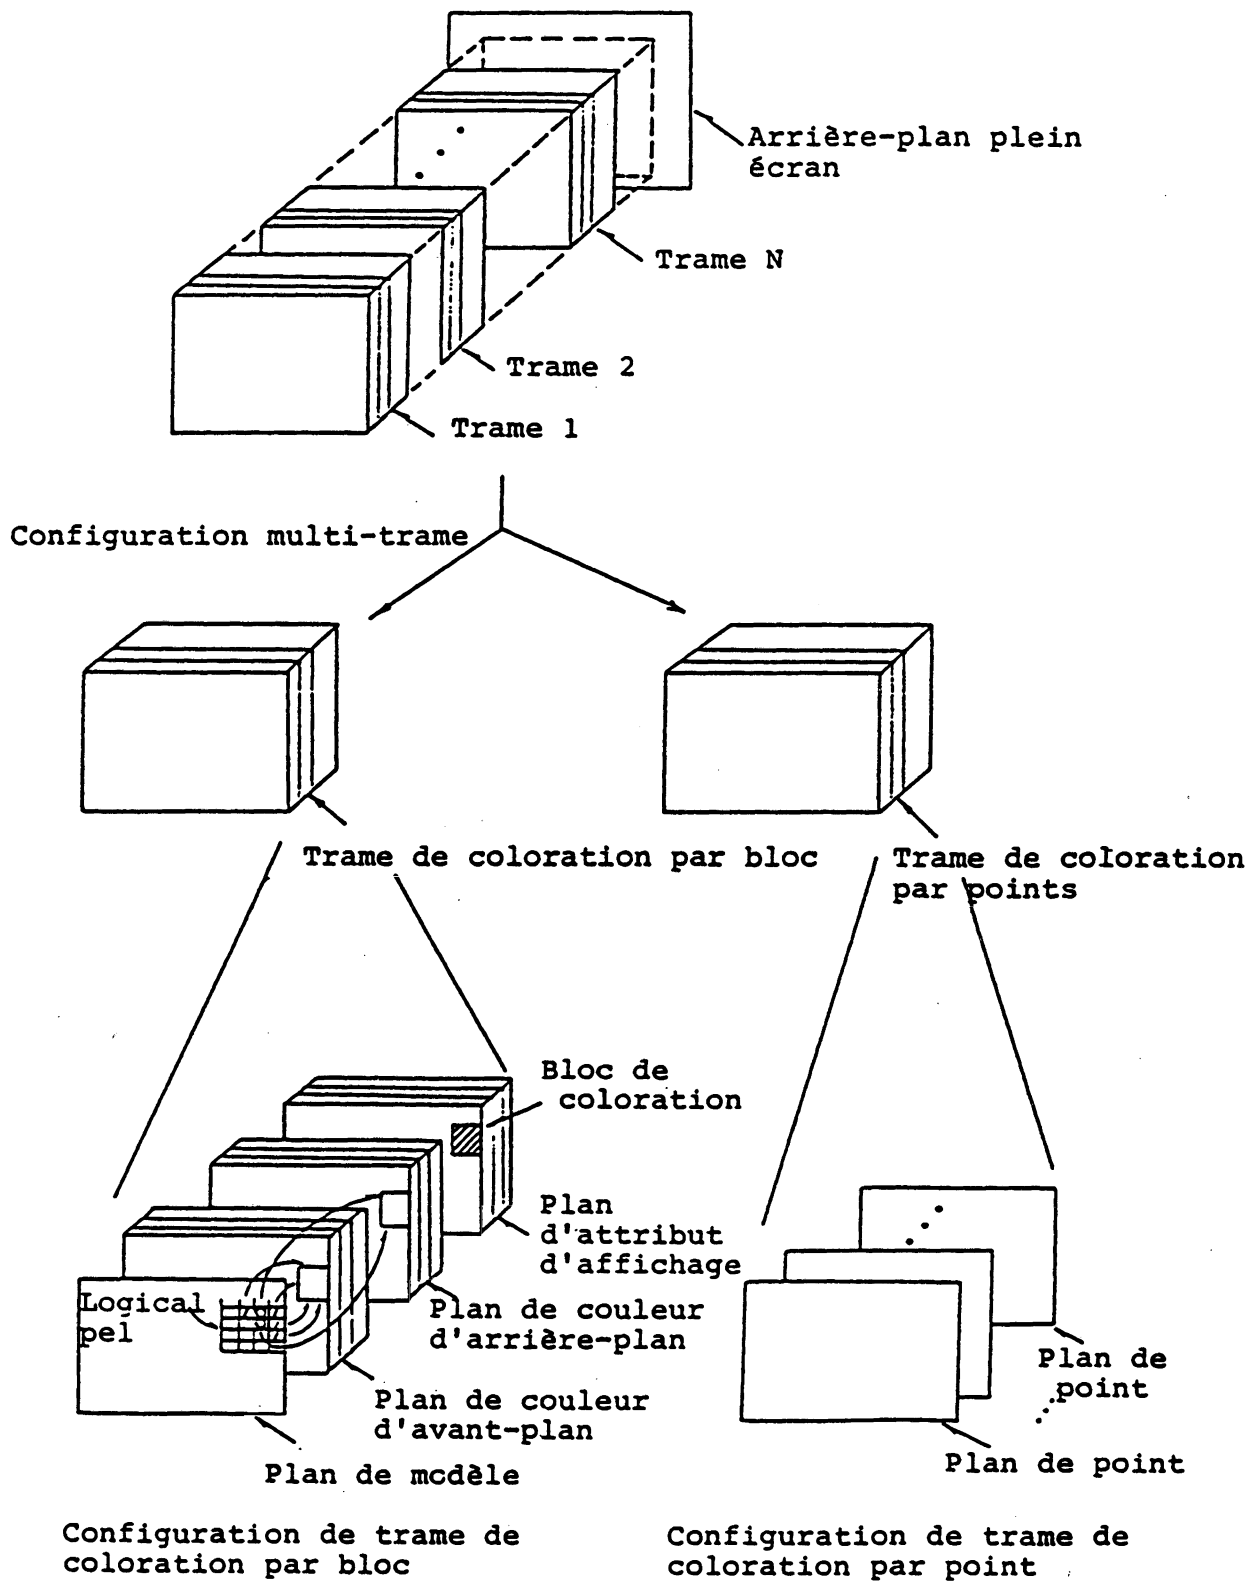 Arrière-plan plein
écran
Trame N
Trame 2
Trame 1
Configuration multi-trame
Trame de coloration par bloc
Trame de coloration
par points
Bloc de
coloration
Plan
d'attribut
d'affichage
Logical
pel
Plan de couleur
d'arrière-plan
Plan de couleur
d'avant-plan
Plan de modèle
Plan de
point
Plan de point
Configuration de trame de
coloration par bloc
Configuration de trame de
coloration par point